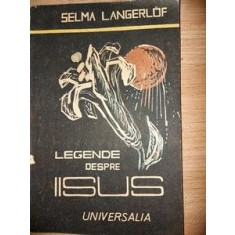 SELMA LANGERLÖF
LEGENDE
DESPRE
IISUS
UNIVERSALIA